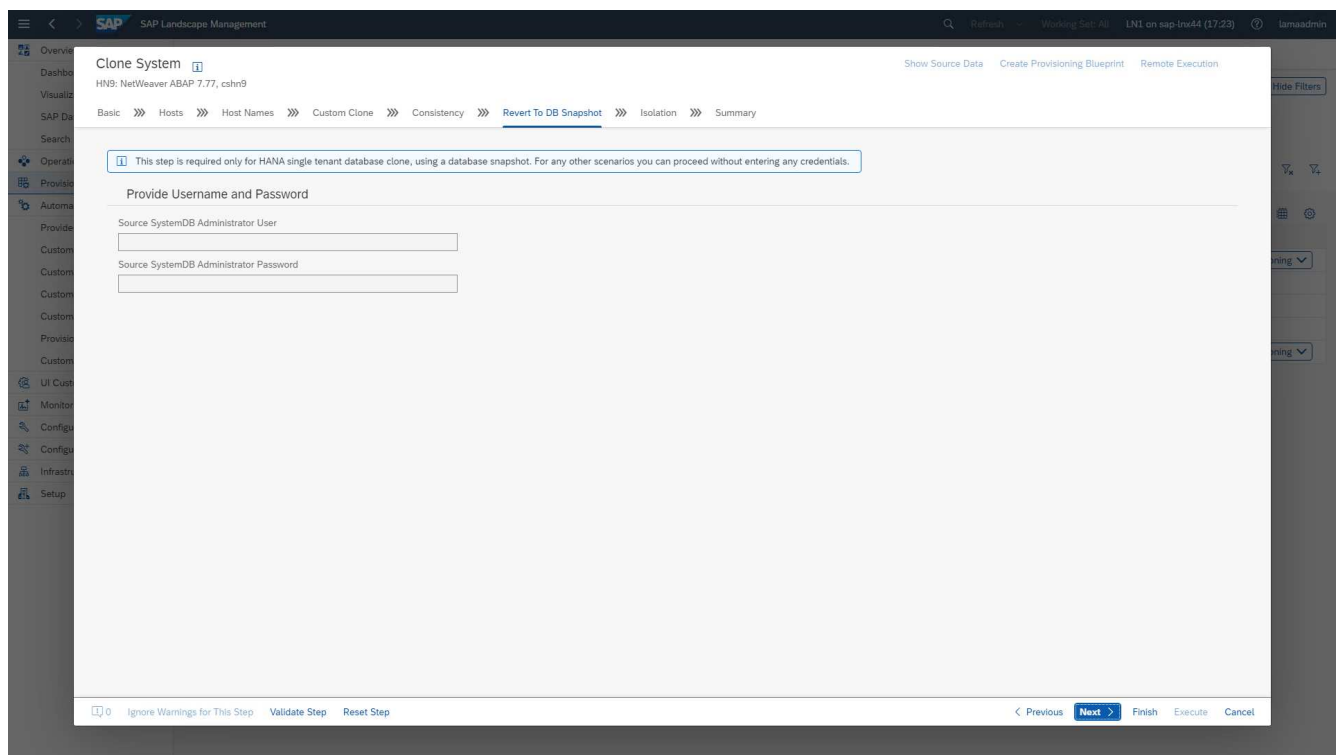 SAP SAP Landscape Management Refresh Working Set: All LN1 on sap-lnx44 (17:23) lamaadmin
Overvie
Dashbo
Visualiz
SAP Da
Search
Operati
Provisio
Automa
Provide
Custom
Custom
Custom
Custom
Provisio
Custom
UI Cust
Monitor
Configu
Configu
Infrastru
Setup
Clone System
Show Source Data Create Provisioning Blueprint Remote Execution
HN9: NetWeaver ABAP 7.77, cshn9
Hide Filters
Basic Hosts Host Names Custom Clone Consistency Revert To DB Snapshot Isolation Summary
This step is required only for HANA single tenant database clone, using a database snapshot. For any other scenarios you can proceed without entering any credentials.
Provide Username and Password
Source SystemDB Administrator User
Source SystemDB Administrator Password
oning
oning
0 Ignore Warnings for This Step Validate Step Reset Step
Previous Next Finish Execute Cancel